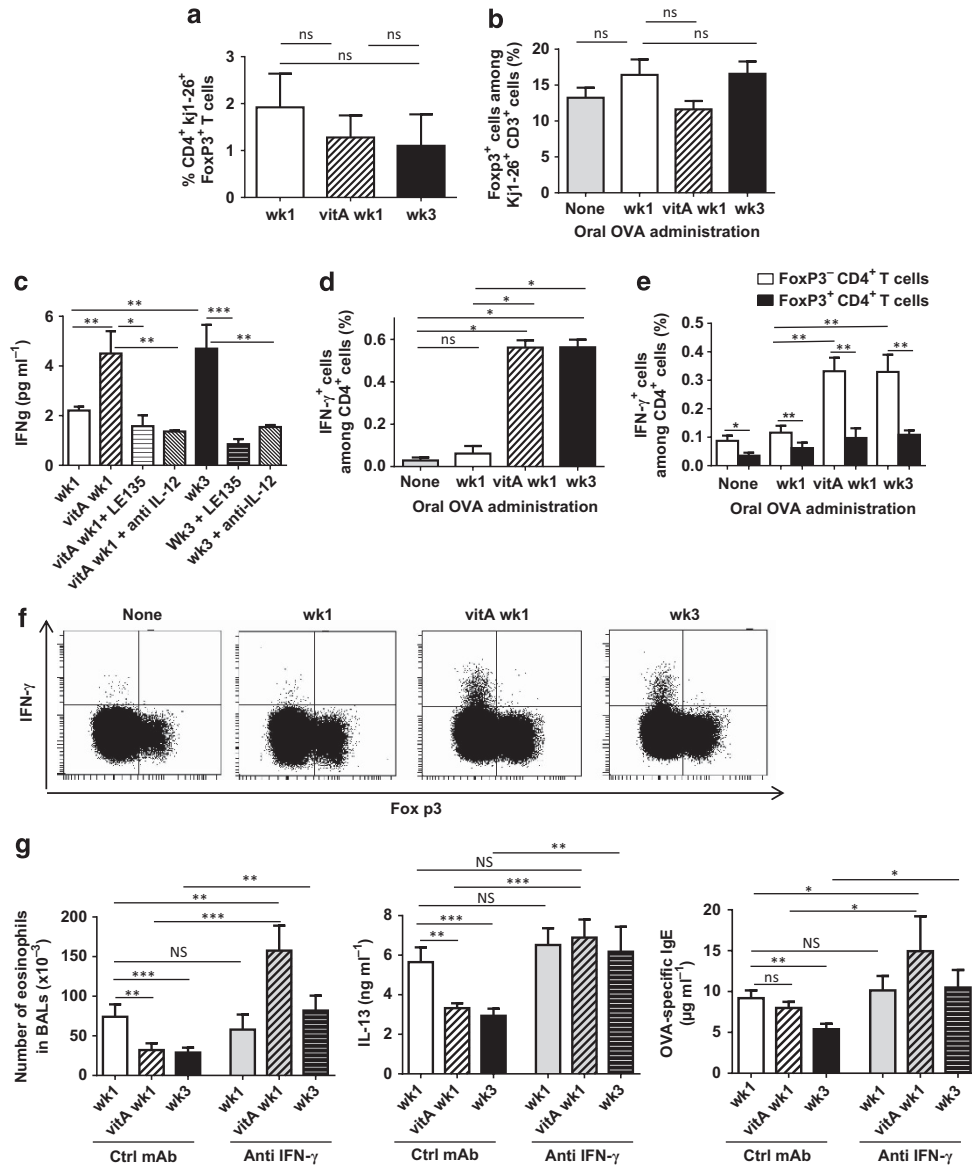 a
ns
ns
ns
% CD4+ kj1-26+
FoxP3+ T cells
3
2
1
0
wk1
vitA wk1
wk3
b
ns
ns
ns
Foxp3+ cells among
Kj1-26+ CD3+ cells (%)
20
15
10
5
0
None
wk1
vitA wk1
wk3
Oral OVA administration
c
**
***
**
*
**
**
IFNg (pg ml−1)
6
4
2
0
wk1
vitA wk1
vitA wk1+ LE135
vitA wk1 + anti IL-12
wk3
Wk3 + LE135
wk3 + anti-IL-12
d
*
*
*
*
ns
IFN-γ+ cells
among CD4+ cells (%)
0.6
0.4
0.2
0.0
None
wk1
vitA wk1
wk3
Oral OVA administration
e
FoxP3− CD4+ T cells
FoxP3+ CD4+ T cells
**
**
**
**
**
*
IFN-γ+ cells
among CD4+ cells (%)
0.5
0.4
0.3
0.2
0.1
0.0
None
wk1
vitA wk1
wk3
Oral OVA administration
f
None
wk1
vitA wk1
wk3
IFN-γ
Fox p3
g
**
**
***
NS
***
**
Number of eosinophils
in BALs (x10−3)
200
150
100
50
0
wk1
vitA wk1
wk3
wk1
vitA wk1
wk3
Ctrl mAb
Anti IFN-γ
**
NS
***
NS
***
**
IL-13 (ng ml−1)
10
8
6
4
2
0
wk1
vitA wk1
wk3
wk1
vitA wk1
wk3
Ctrl mAb
Anti IFN-γ
*
*
*
NS
**
ns
OVA-specific IgE
(μg ml−1)
20
15
10
5
0
wk1
vitA wk1
wk3
wk1
vitA wk1
wk3
Ctrl mAb
Anti IFN-γ